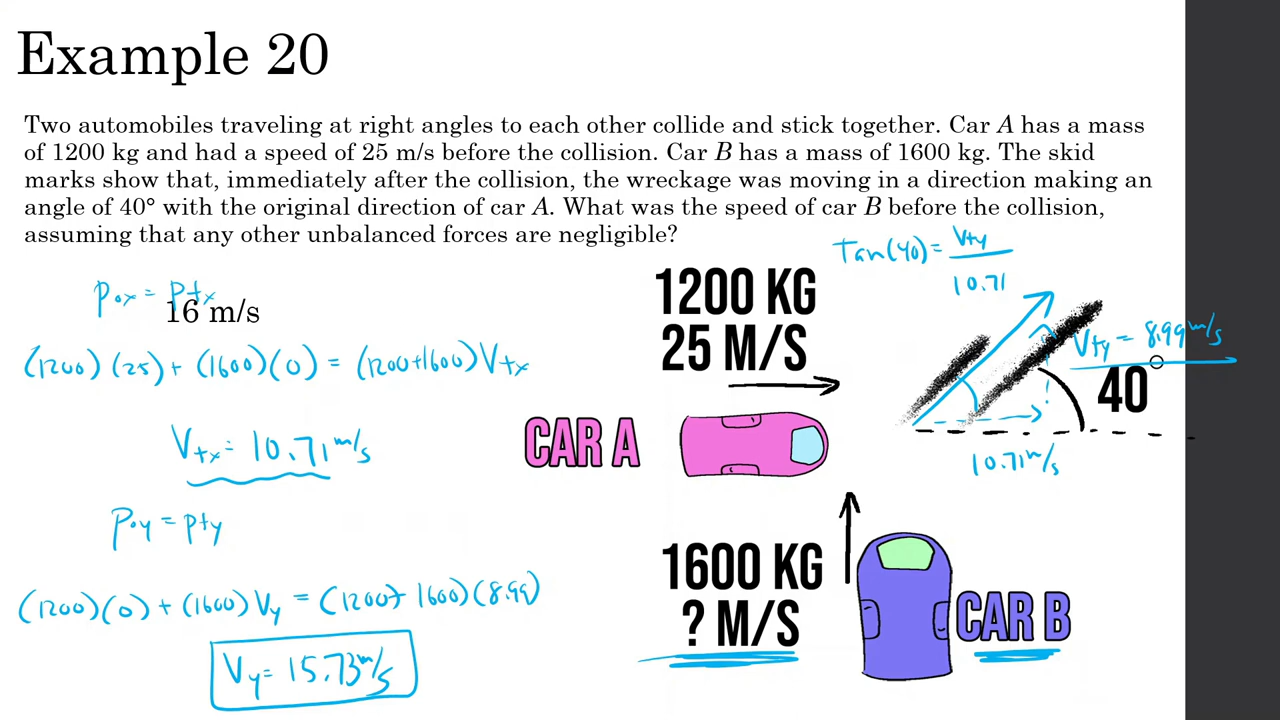 Example 20
Two automobiles traveling at right angles to each other collide and stick together. Car A has a mass
of 1200 kg and had a speed of 25 m/s before the collision. Car B has a mass of 1600 kg. The skid
marks show that, immediately after the collision, the wreckage was moving in a direction making an
angle of 40° with the original direction of car A. What was the speed of car B before the collision,
assuming that any other unbalanced forces are negligible?
Pox = Pfx
16 m/s
(1200)(25) + (1600)(0) = (1200+1600)Vfx
Vfx = 10.71 m/s
Poy = Pfy
(1200)(0) + (1600)Vy = (1200+1600)(8.99)
Vy = 15.73 m/s
1200 KG
25 M/S
CAR A
1600 KG
? M/S
CAR B
Tan(40) = Vfy
10.71
Vfy = 8.99 m/s
40°
10.71 m/s